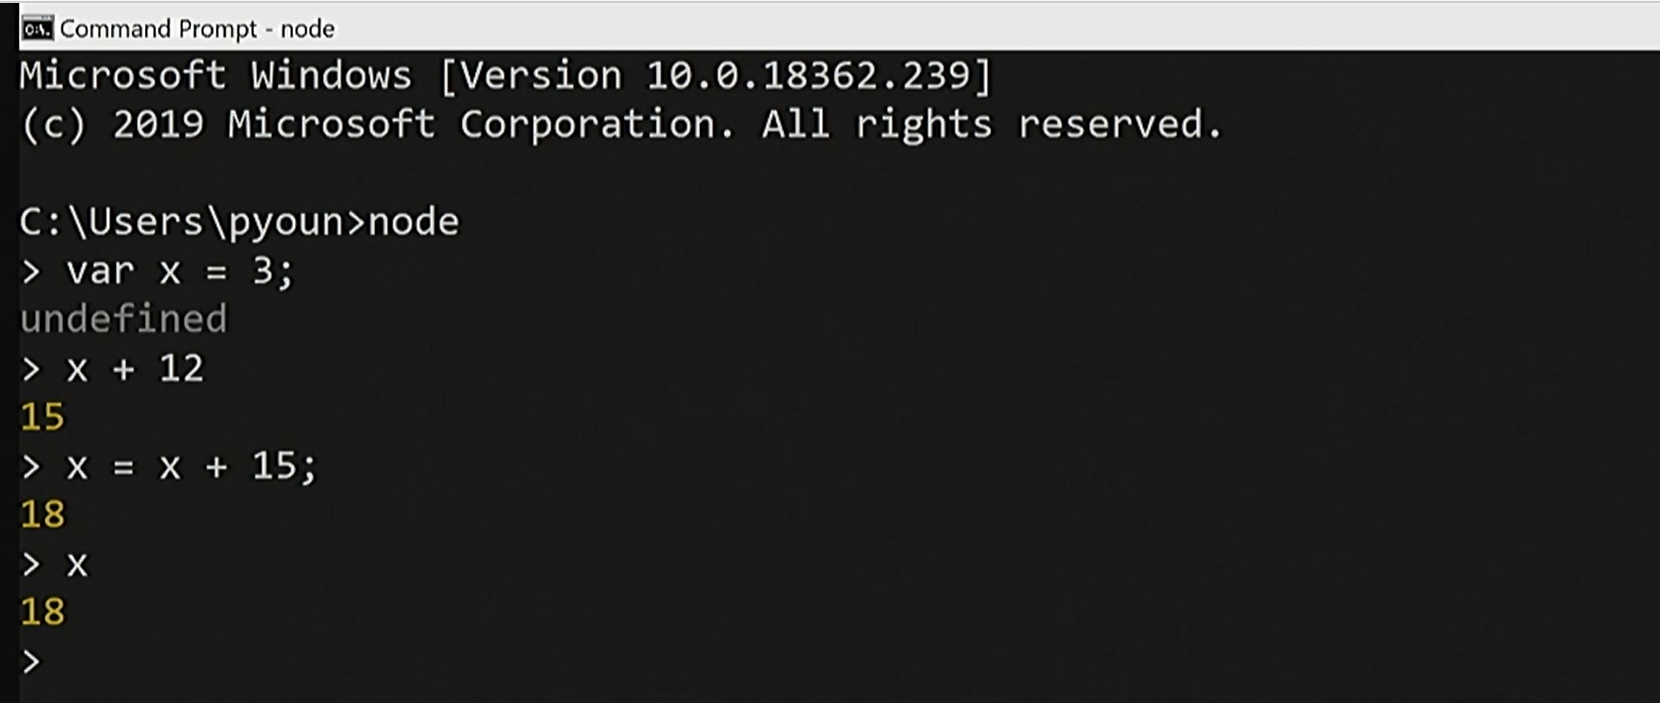 Command Prompt - node
Microsoft Windows [Version 10.0.18362.239]
(c) 2019 Microsoft Corporation. All rights reserved.
C:\Users\pyoun>node
> var x = 3;
undefined
> x + 12
15
> x = x + 15;
18
> x
18
>